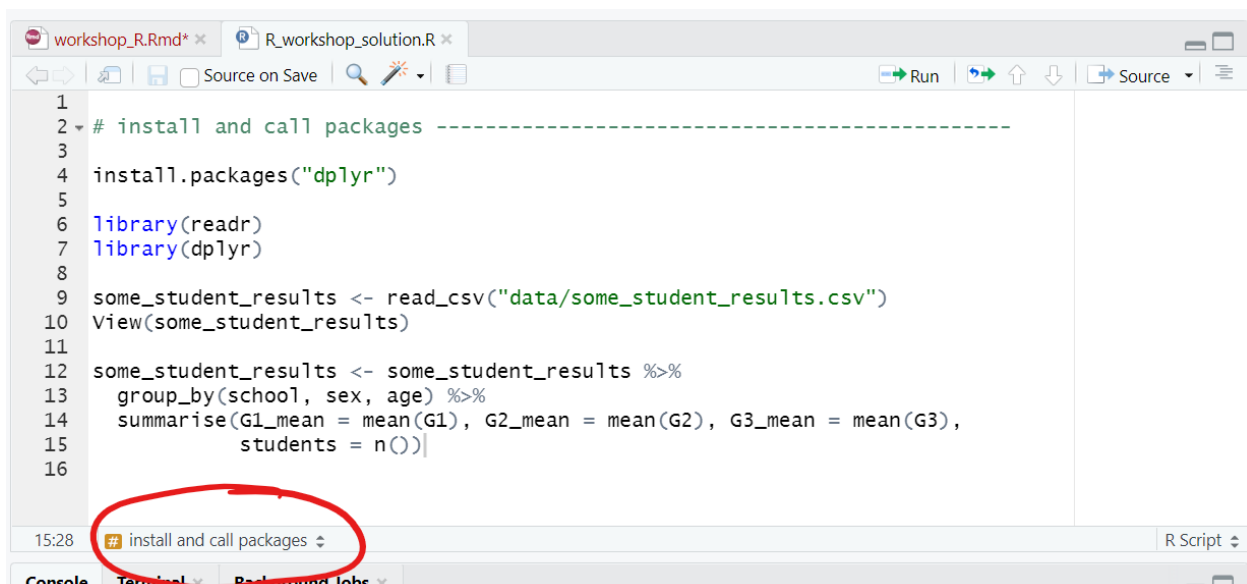 workshop_R.Rmd* × R_workshop_solution.R ×
Source on Save Run Source
1
2 # install and call packages -----------------------------------------------
3
4 install.packages("dplyr")
5
6 library(readr)
7 library(dplyr)
8
9 some_student_results <- read_csv("data/some_student_results.csv")
10 View(some_student_results)
11
12 some_student_results <- some_student_results %>%
13   group_by(school, sex, age) %>%
14   summarise(G1_mean = mean(G1), G2_mean = mean(G2), G3_mean = mean(G3),
15             students = n())
16
15:28 # install and call packages R Script
Console Terminal × Background Jobs ×